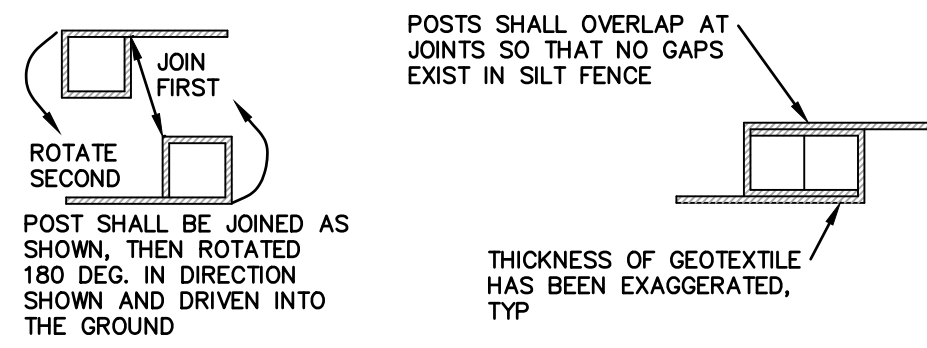 JOIN
FIRST
ROTATE
SECOND
POST SHALL BE JOINED AS
SHOWN, THEN ROTATED
180 DEG. IN DIRECTION
SHOWN AND DRIVEN INTO
THE GROUND
POSTS SHALL OVERLAP AT
JOINTS SO THAT NO GAPS
EXIST IN SILT FENCE
THICKNESS OF GEOTEXTILE
HAS BEEN EXAGGERATED,
TYP